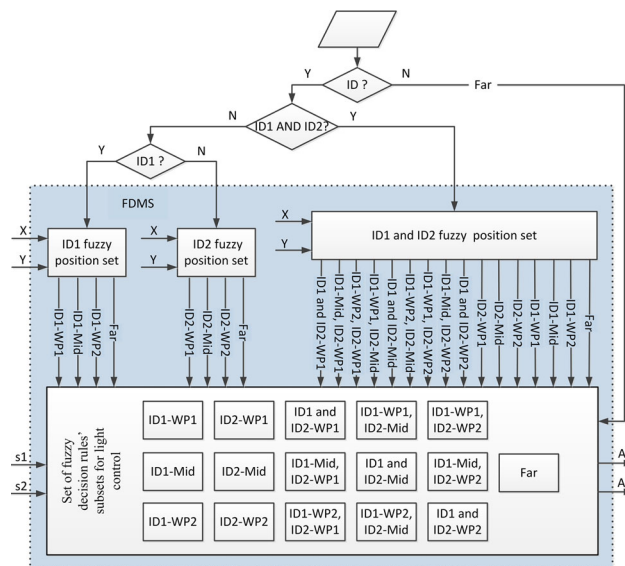 ID ?
Y
N
Far
ID1 AND ID2?
N
Y
ID1 ?
Y
N
FDMS
X
Y
ID1 fuzzy
position set
X
Y
ID2 fuzzy
position set
X
Y
ID1 and ID2 fuzzy position set
ID1-WP1
ID1-Mid
ID1-WP2
Far
ID2-WP1
ID2-Mid
ID2-WP2
Far
ID1 and
ID2-WP1
ID1-Mid,
ID2-WP1
ID1-WP2,
ID2-WP1
ID1-WP1,
ID2-Mid
ID1 and
ID2-Mid
ID1-WP2,
ID2-Mid
ID1-WP1,
ID2-WP2
ID1-Mid,
ID2-WP2
ID1 and
ID2-WP2
ID2-WP1
ID2-Mid
ID2-WP2
ID1-WP1
ID1-Mid
ID1-WP2
Far
s1
s2
Set of fuzzy
decision rules'
subsets for light
control
ID1-WP1
ID2-WP1
ID1 and
ID2-WP1
ID1-WP1,
ID2-Mid
ID1-WP1,
ID2-WP2
ID1-Mid
ID2-Mid
ID1-Mid,
ID2-WP1
ID1 and
ID2-Mid
ID1-Mid,
ID2-WP2
Far
ID1-WP2
ID2-WP2
ID1-WP2,
ID2-WP1
ID1-WP2,
ID2-Mid
ID1 and
ID2-WP2
A
A